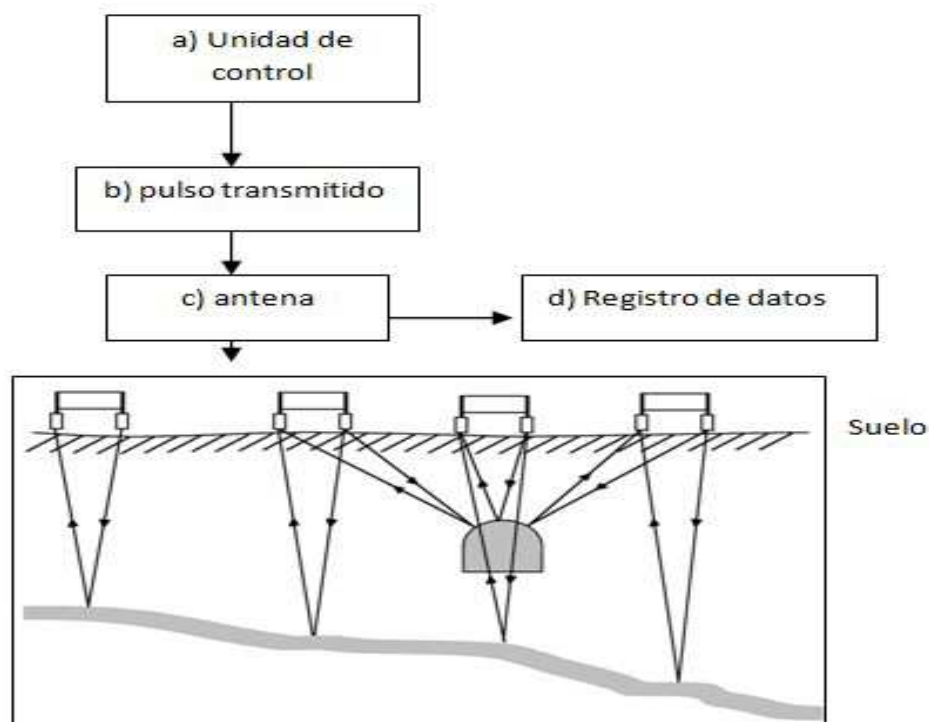 a) Unidad de
control
b) pulso transmitido
c) antena
d) Registro de datos
Suelo